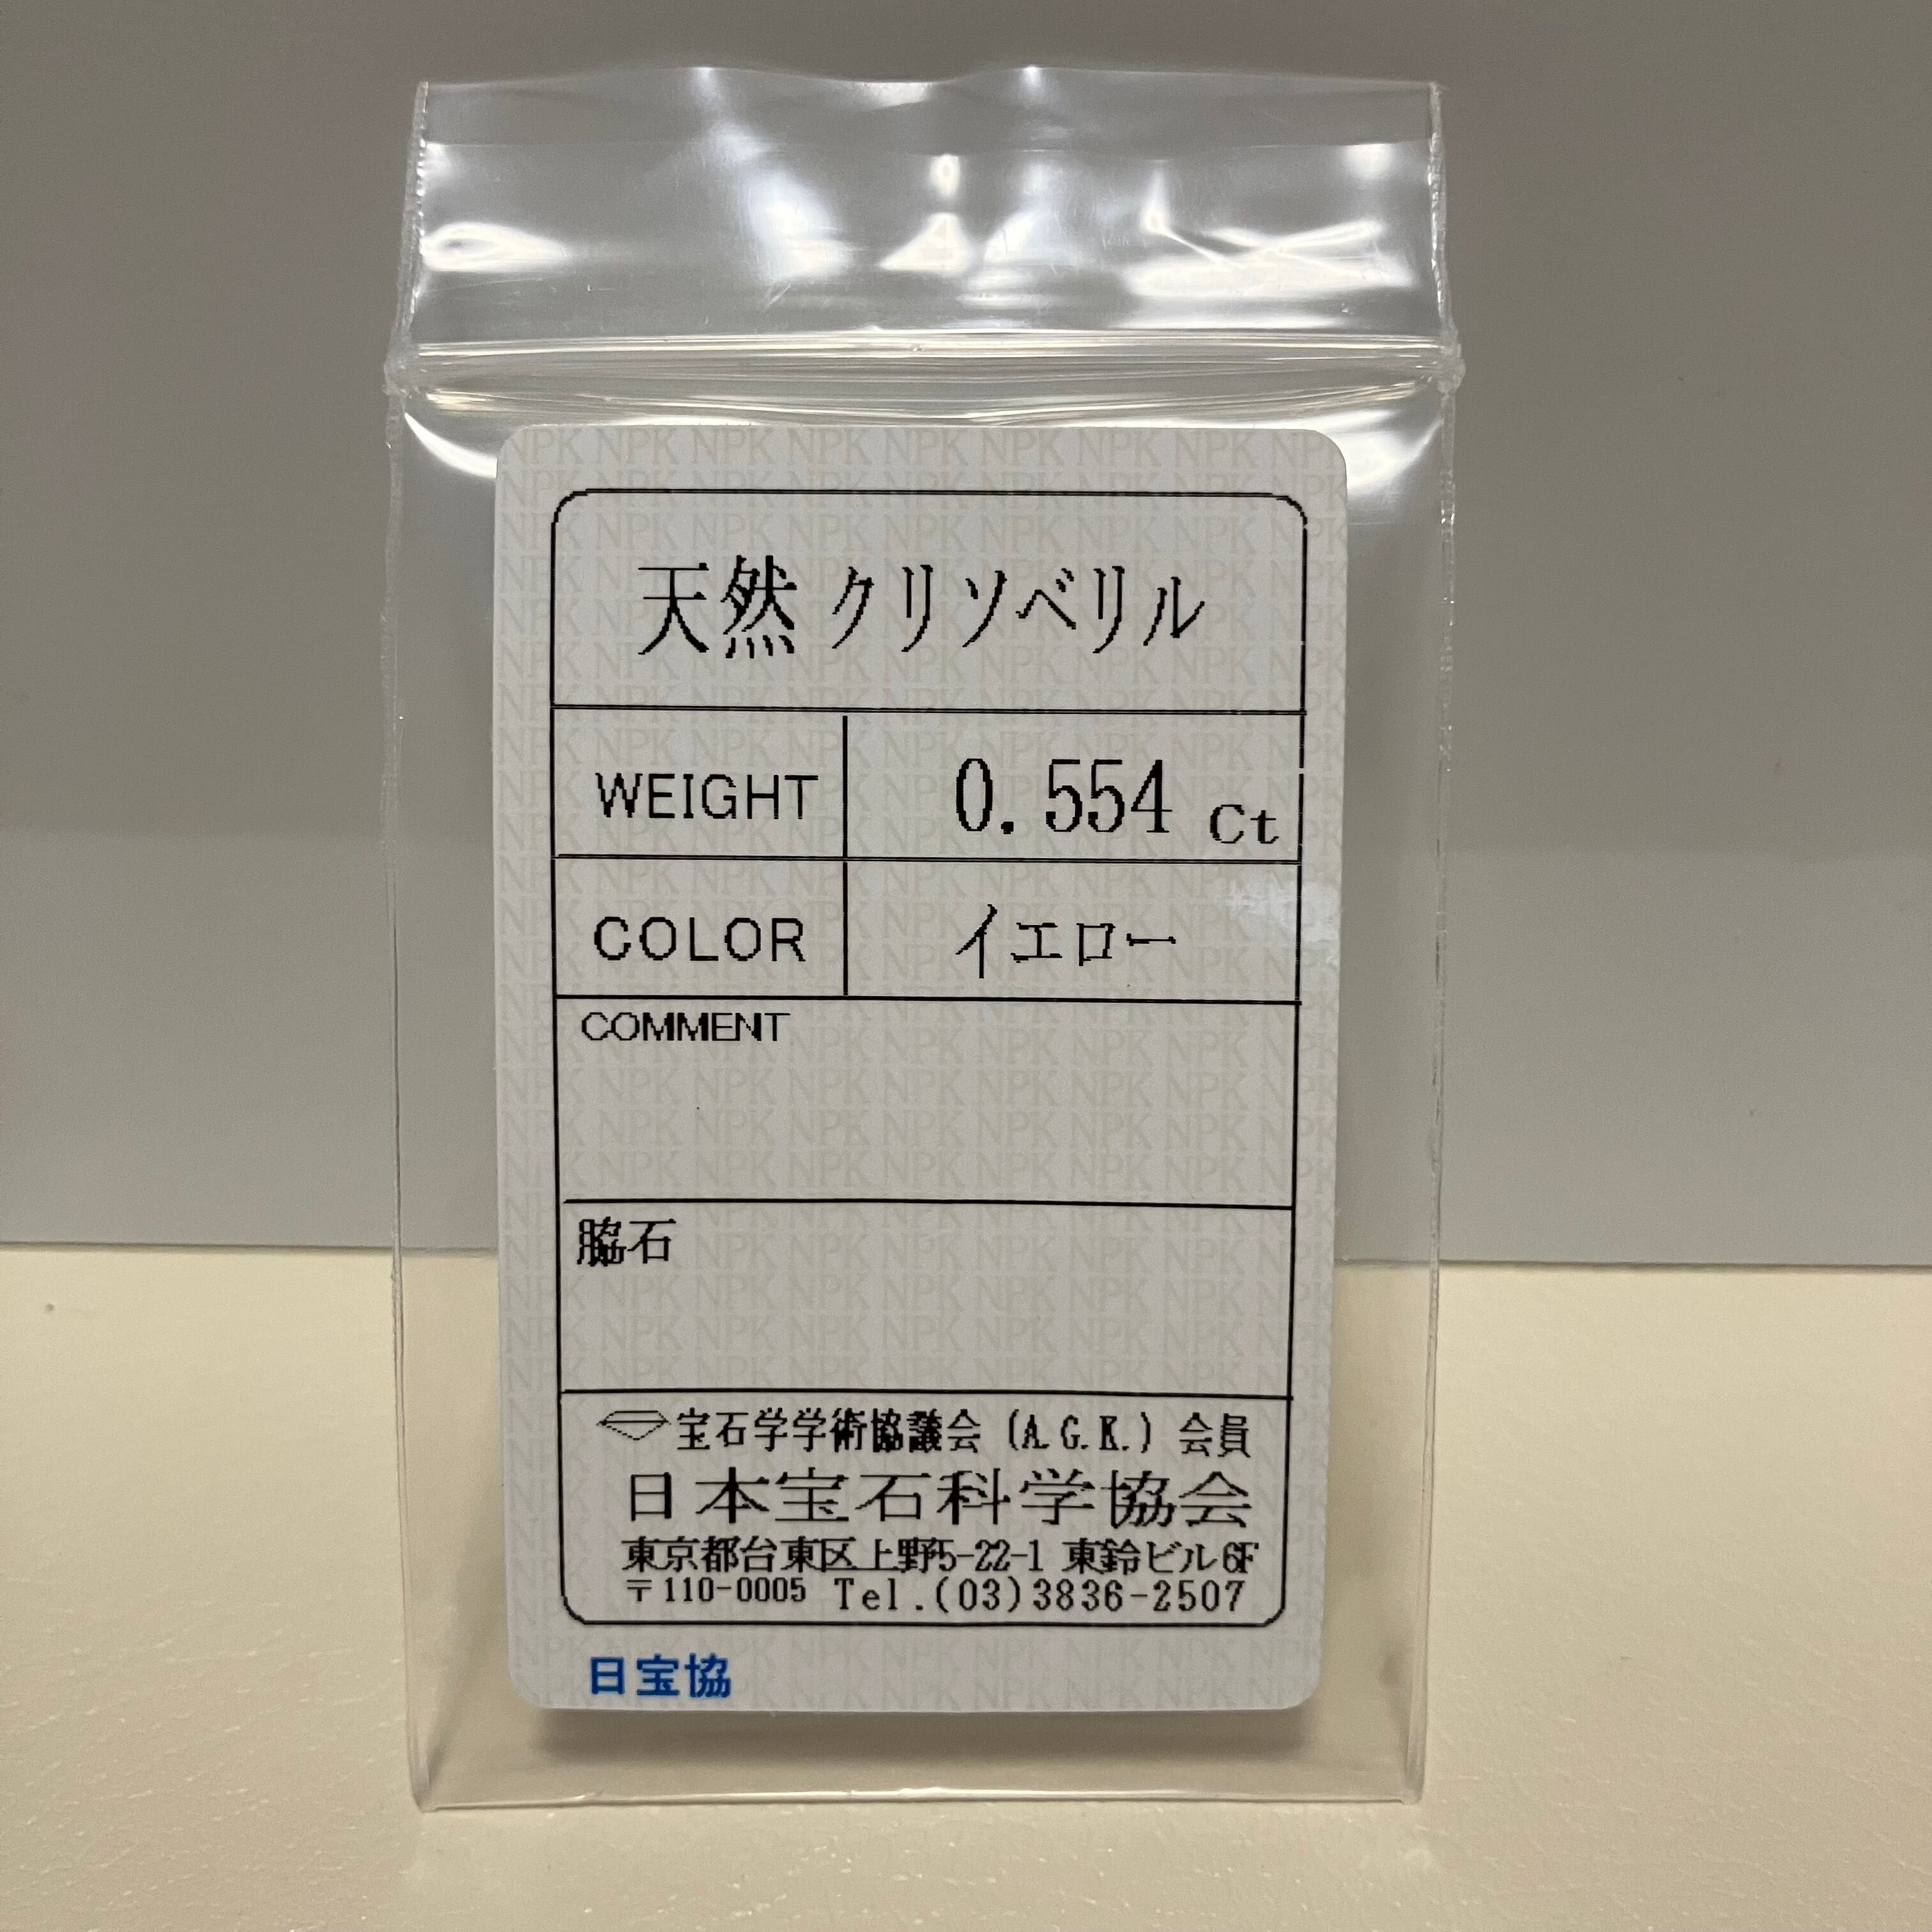 天然 クリソベリル
WEIGHT 0.554 Ct
COLOR イエロー
COMMENT
脇石
宝石学学術協議会 (A.G.K.) 会員
日本宝石科学協会
東京都台東区上野5-22-1 東鈴ビル6F
〒110-0005 Tel.(03)3836-2507
日宝協